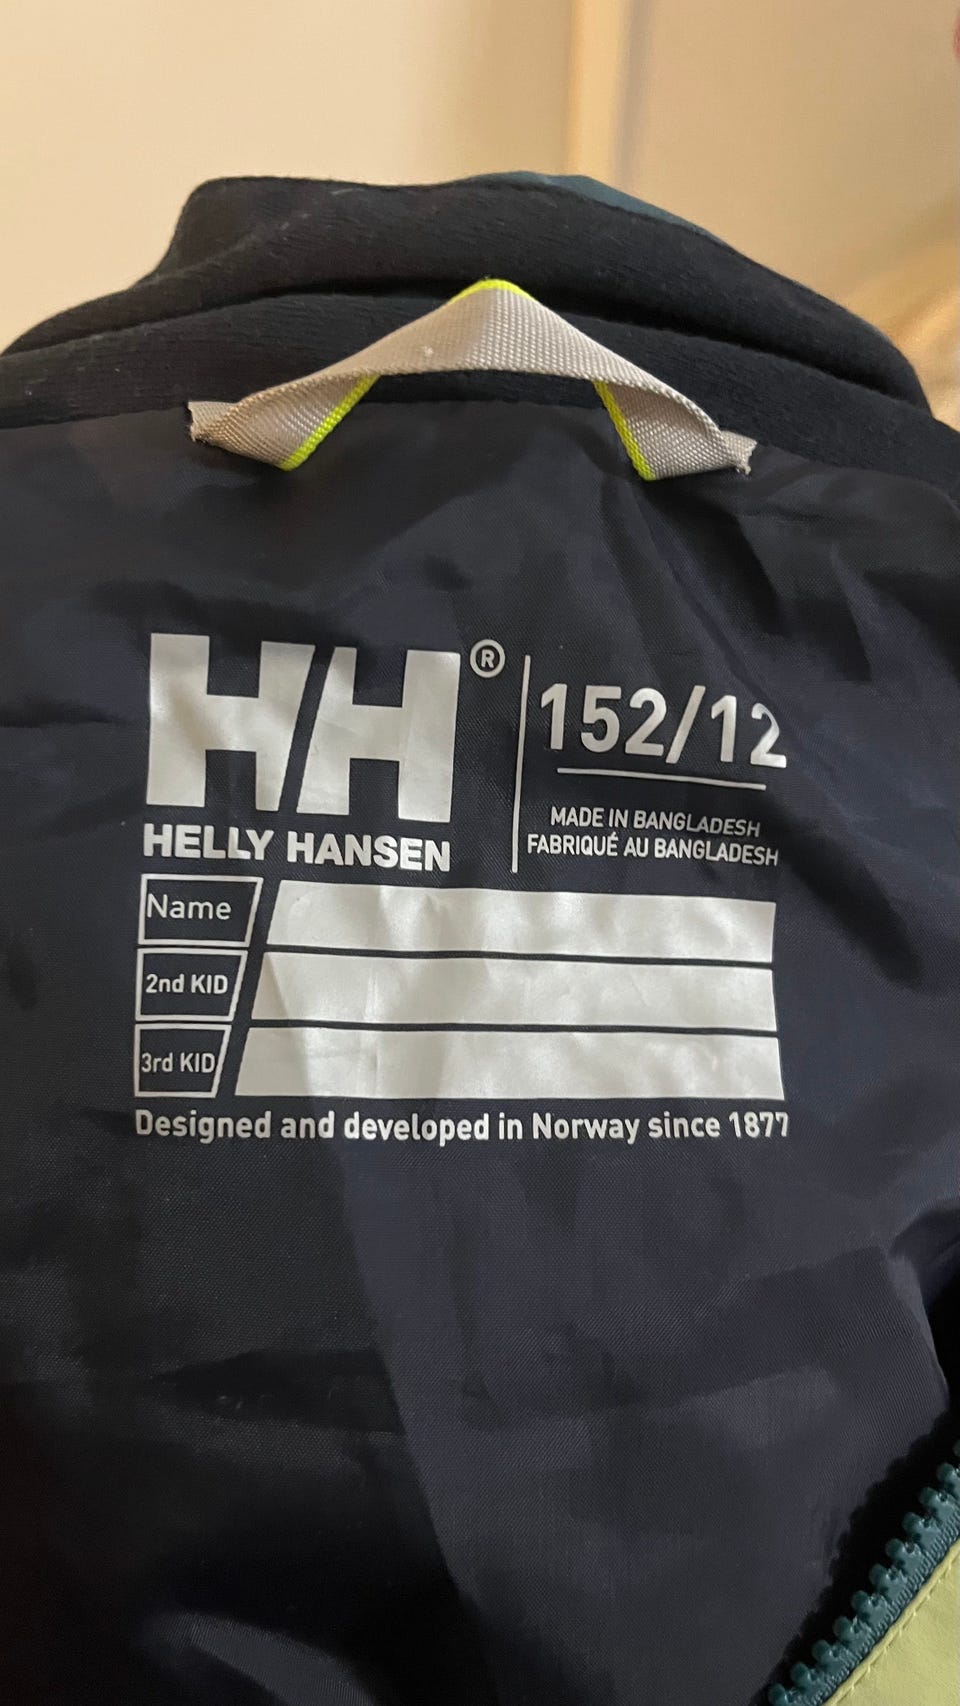 HH®
HELLY HANSEN
152/12
MADE IN BANGLADESH
FABRIQUÉ AU BANGLADESH
Name
2nd KID
3rd KID
Designed and developed in Norway since 1877